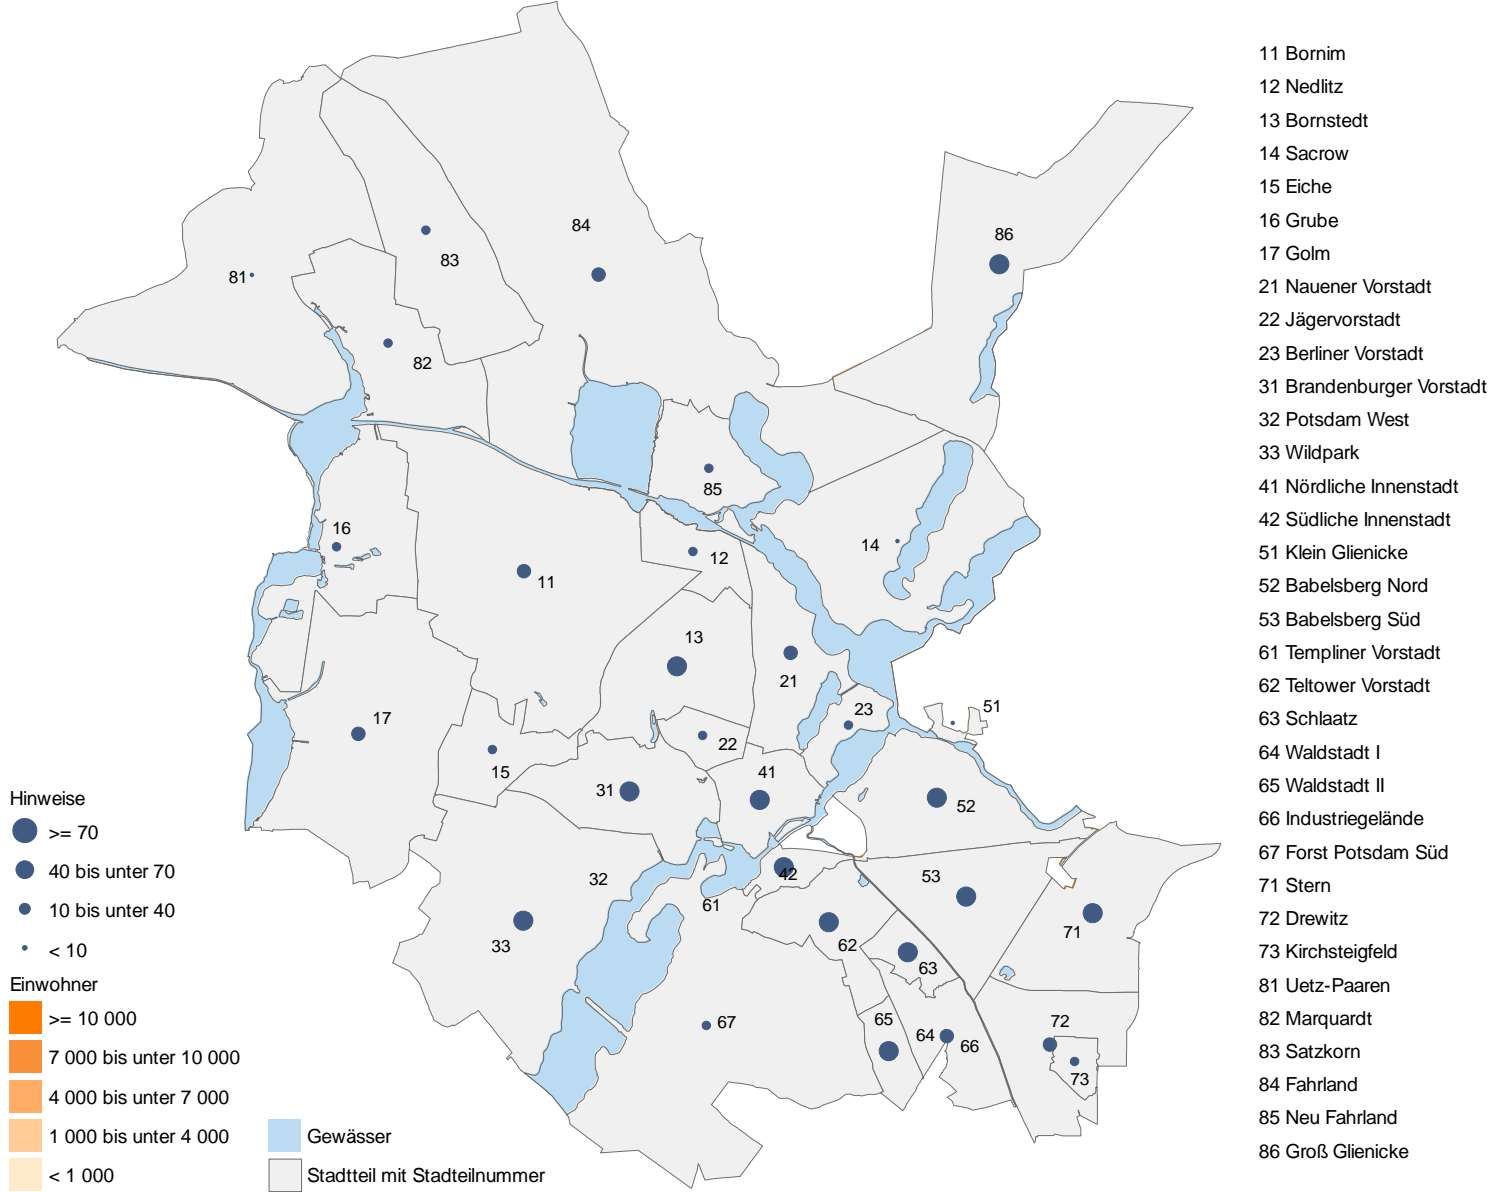 84
86
83
81
82
85
16
14
12
11
13
21
17
23
51
22
15
41
31
52
32
42
53
61
71
33
62
63
67
65
64
66
72
73
11 Bornim
12 Nedlitz
13 Bornstedt
14 Sacrow
15 Eiche
16 Grube
17 Golm
21 Nauener Vorstadt
22 Jägervorstadt
23 Berliner Vorstadt
31 Brandenburger Vorstadt
32 Potsdam West
33 Wildpark
41 Nördliche Innenstadt
42 Südliche Innenstadt
51 Klein Glienicke
52 Babelsberg Nord
53 Babelsberg Süd
61 Templiner Vorstadt
62 Teltower Vorstadt
63 Schlaatz
64 Waldstadt I
65 Waldstadt II
66 Industriegelände
67 Forst Potsdam Süd
71 Stern
72 Drewitz
73 Kirchsteigfeld
81 Uetz-Paaren
82 Marquardt
83 Satzkorn
84 Fahrland
85 Neu Fahrland
86 Groß Glienicke
Hinweise
>= 70
40 bis unter 70
10 bis unter 40
< 10
Einwohner
>= 10 000
7 000 bis unter 10 000
4 000 bis unter 7 000
1 000 bis unter 4 000
< 1 000
Gewässer
Stadtteil mit Stadteilnummer